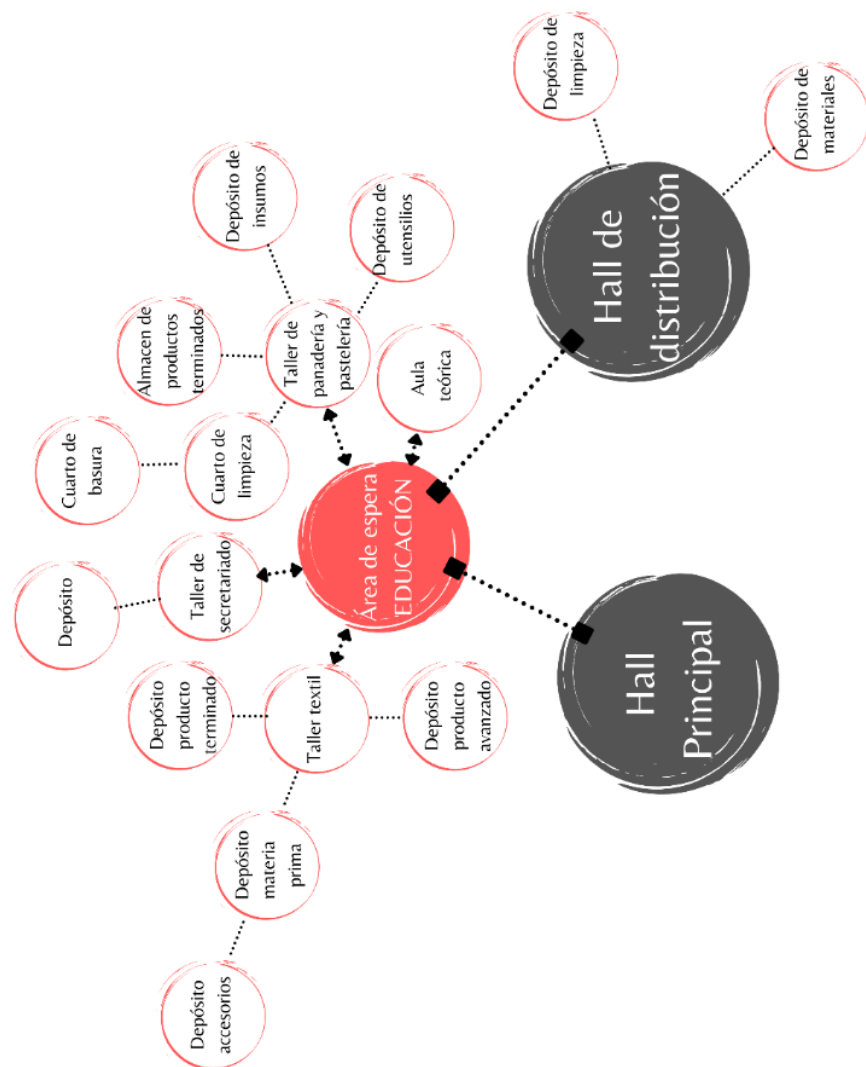 Depósito
accesorios
Depósito
materia
prima
Depósito
producto
terminado
Taller textil
Depósito
producto
avanzado
Depósito
Taller de
secretariado
Cuarto de
basura
Cuarto de
limpieza
Almacen de
productos
terminados
Depósito de
insumos
Taller de
panadería y
pastelería
Depósito de
utensilios
Aula
teórica
Área de espera
EDUCACIÓN
Hall
Principal
Hall de
distribución
Depósito de
limpieza
Depósito de
materiales